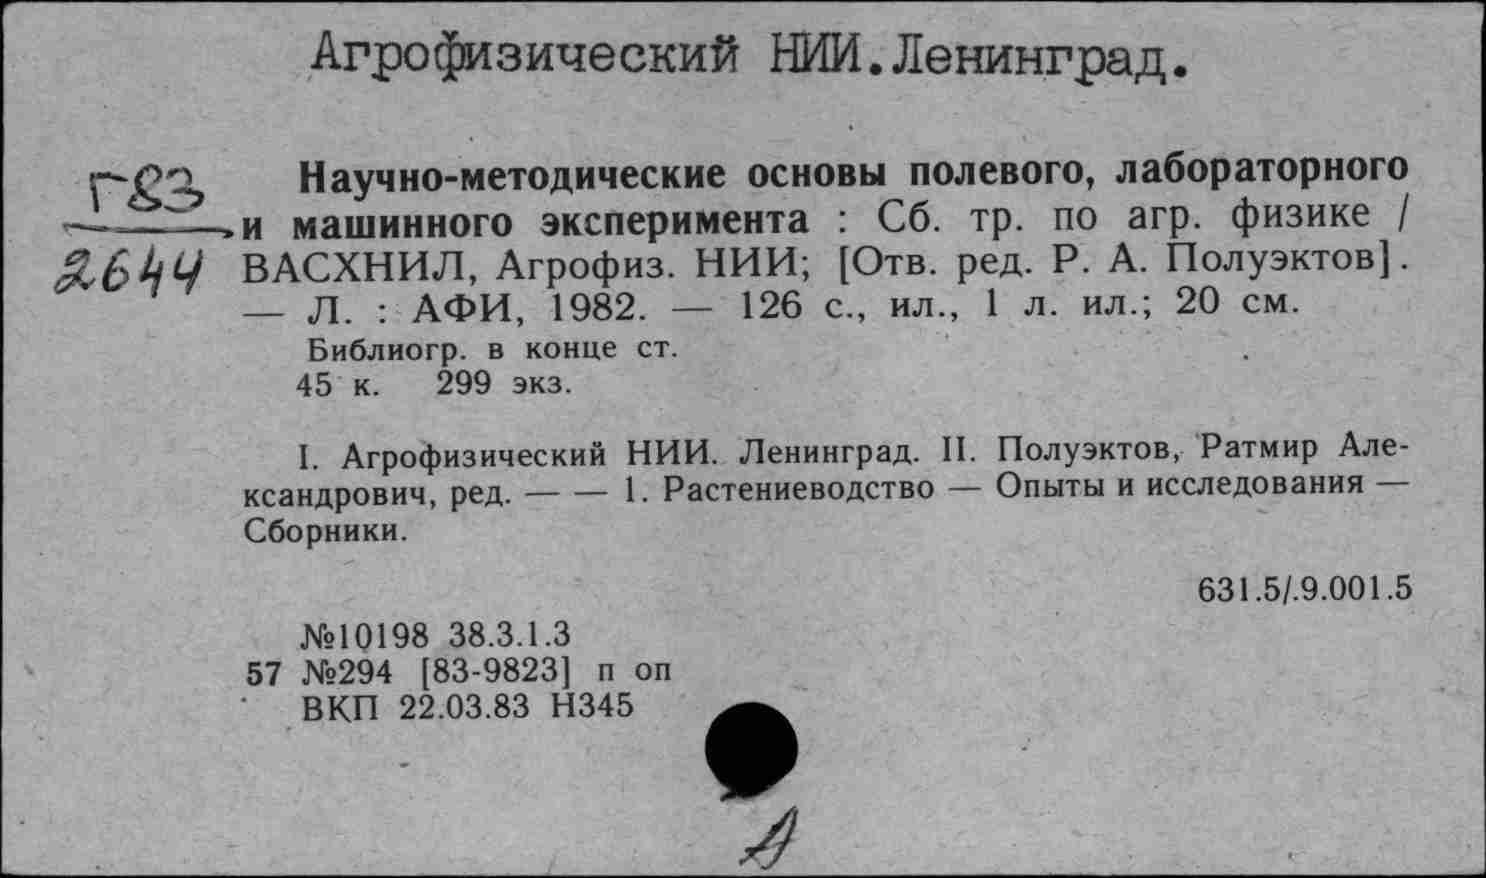 Агрофизический НИИ.Ленинград.
Г83
2644
Научно-методические основы полевого, лабораторного
и машинного эксперимента : Сб. тр. по агр. физике /
ВАСХНИЛ, Агрофиз. НИИ; [Отв. ред. Р. А. Полуэктов].
— Л. : АФИ, 1982. — 126 с., ил., 1 л. ил.; 20 см.
Библиогр. в конце ст.
45 к. 299 экз.
I. Агрофизический НИИ. Ленинград. II. Полуэктов, Ратмир Але-
ксандрович, ред. — — 1. Растениеводство — Опыты и исследования —
Сборники.
631.5/.9.001.5
№10198 38.3.1.3
57 №294 [83-9823] п оп
ВКП 22.03.83 Н345
А